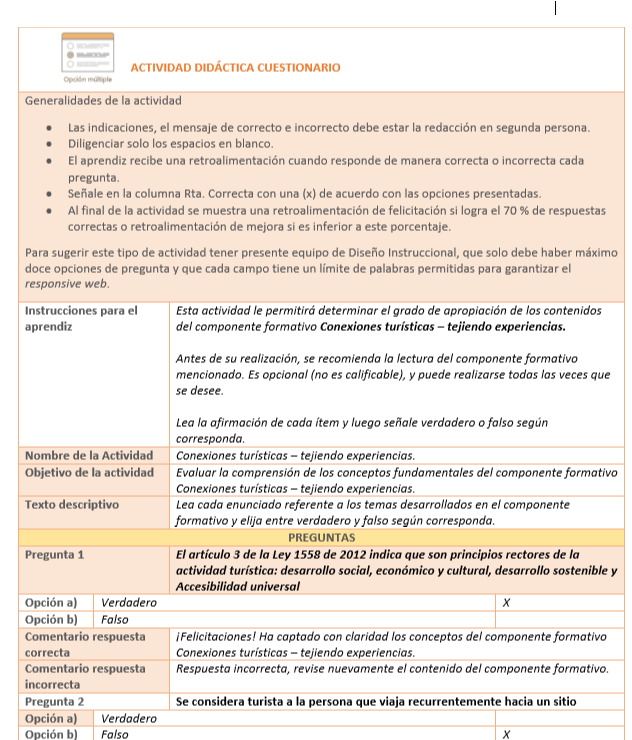 Opción múltiple
ACTIVIDAD DIDÁCTICA CUESTIONARIO
Generalidades de la actividad
• Las indicaciones, el mensaje de correcto e incorrecto debe estar la redacción en segunda persona.
• Diligenciar solo los espacios en blanco.
• El aprendiz recibe una retroalimentación cuando responde de manera correcta o incorrecta cada
pregunta.
• Señale en la columna Rta. Correcta con una (x) de acuerdo con las opciones presentadas.
• Al final de la actividad se muestra una retroalimentación de felicitación si logra el 70 % de respuestas
correctas o retroalimentación de mejora si es inferior a este porcentaje.
Para sugerir este tipo de actividad tener presente equipo de Diseño Instruccional, que solo debe haber máximo
doce opciones de pregunta y que cada campo tiene un límite de palabras permitidas para garantizar el
responsive web.
Instrucciones para el
aprendiz
Esta actividad le permitirá determinar el grado de apropiación de los contenidos
del componente formativo Conexiones turísticas – tejiendo experiencias.
Antes de su realización, se recomienda la lectura del componente formativo
mencionado. Es opcional (no es calificable), y puede realizarse todas las veces que
se desee.
Lea la afirmación de cada ítem y luego señale verdadero o falso según
corresponda.
Nombre de la Actividad
Conexiones turísticas – tejiendo experiencias.
Objetivo de la actividad
Evaluar la comprensión de los conceptos fundamentales del componente formativo
Conexiones turísticas – tejiendo experiencias.
Texto descriptivo
Lea cada enunciado referente a los temas desarrollados en el componente
formativo y elija entre verdadero y falso según corresponda.
PREGUNTAS
Pregunta 1
El artículo 3 de la Ley 1558 de 2012 indica que son principios rectores de la
actividad turística: desarrollo social, económico y cultural, desarrollo sostenible y
Accesibilidad universal
Opción a) Verdadero X
Opción b) Falso
Comentario respuesta
correcta
¡Felicitaciones! Ha captado con claridad los conceptos del componente formativo
Conexiones turísticas – tejiendo experiencias.
Comentario respuesta
incorrecta
Respuesta incorrecta, revise nuevamente el contenido del componente formativo.
Pregunta 2
Se considera turista a la persona que viaja recurrentemente hacia un sitio
Opción a) Verdadero
Opción b) Falso X